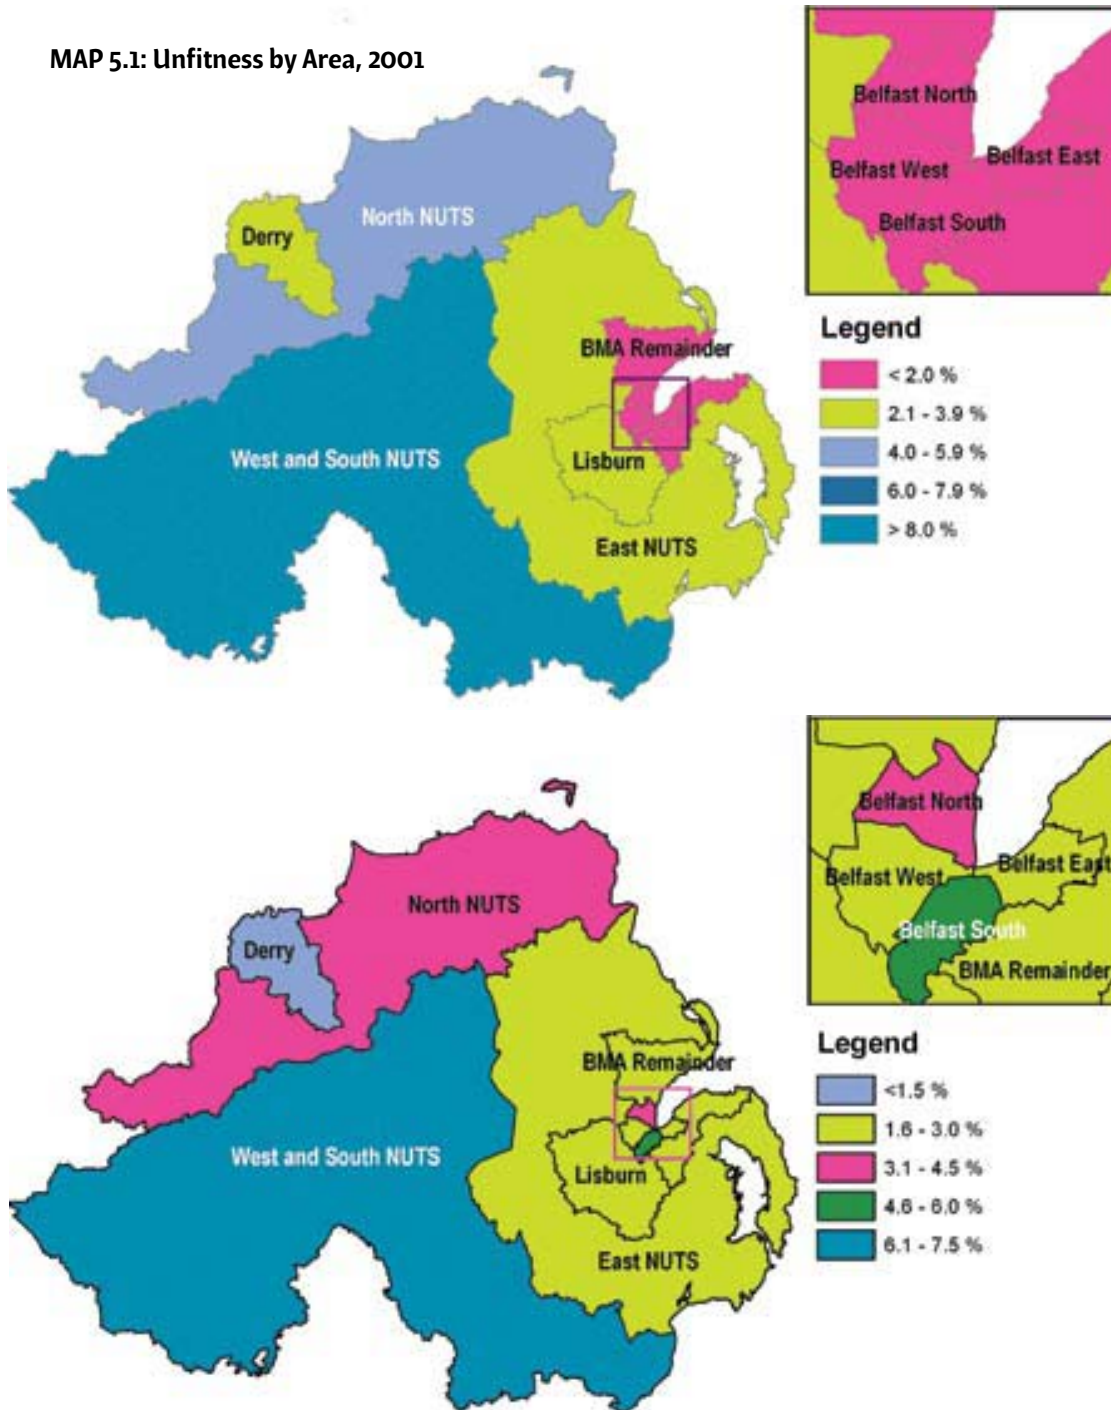 MAP 5.1: Unfitness by Area, 2001
Belfast North
Belfast East
Belfast West
Belfast South
North NUTS
Derry
BMA Remainder
West and South NUTS
Lisburn
East NUTS
Legend
< 2.0 %
2.1 - 3.9 %
4.0 - 5.9 %
6.0 - 7.9 %
> 8.0 %
Belfast North
Belfast East
Belfast West
Belfast South
BMA Remainder
North NUTS
Derry
BMA Remainder
West and South NUTS
Lisburn
East NUTS
Legend
<1.5 %
1.6 - 3.0 %
3.1 - 4.5 %
4.6 - 6.0 %
6.1 - 7.5 %